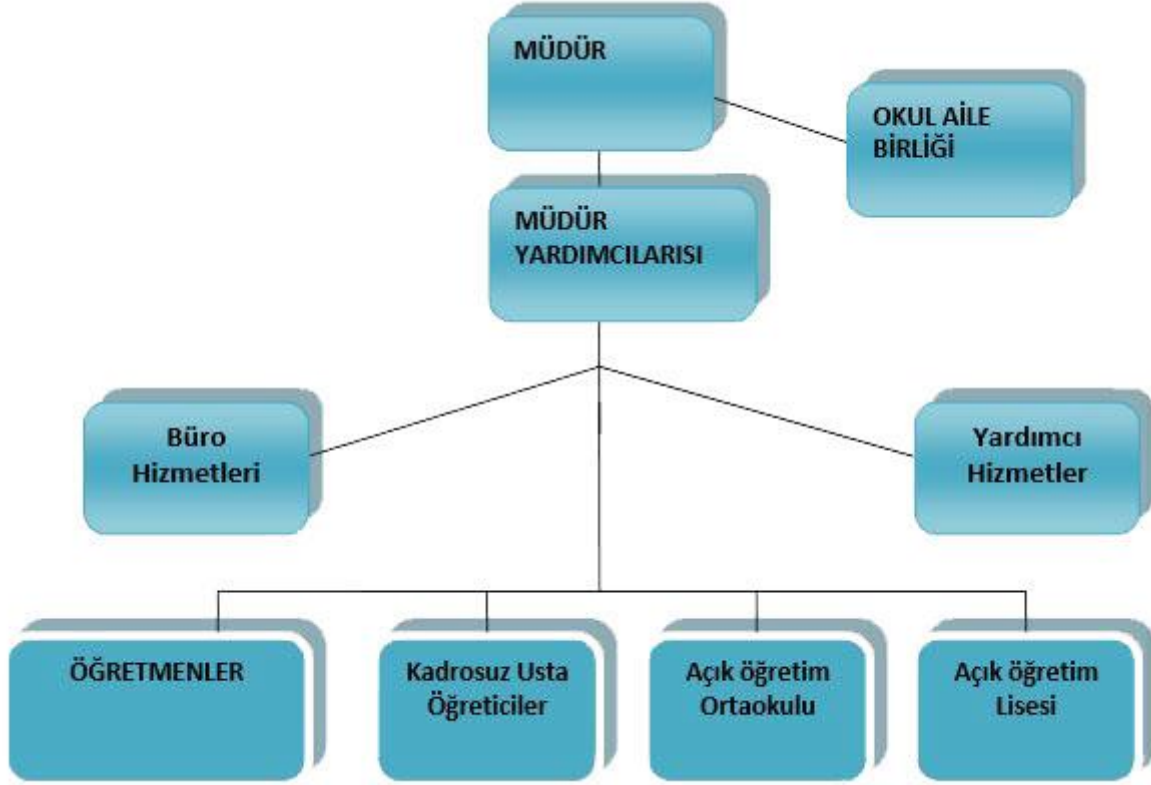 MÜDÜR
OKUL AİLE
BİRLİĞİ
MÜDÜR
YARDIMCILARISI
Büro
Hizmetleri
Yardımcı
Hizmetler
ÖĞRETMENLER
Kadrosuz Usta
Öğreticiler
Açık öğretim
Ortaokulu
Açık öğretim
Lisesi